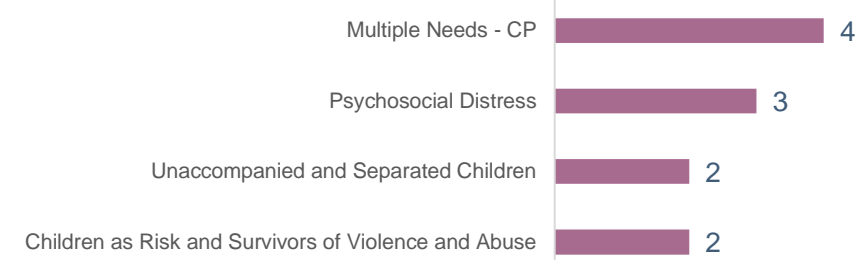 Multiple Needs - CP 4
Psychosocial Distress 3
Unaccompanied and Separated Children 2
Children as Risk and Survivors of Violence and Abuse 2